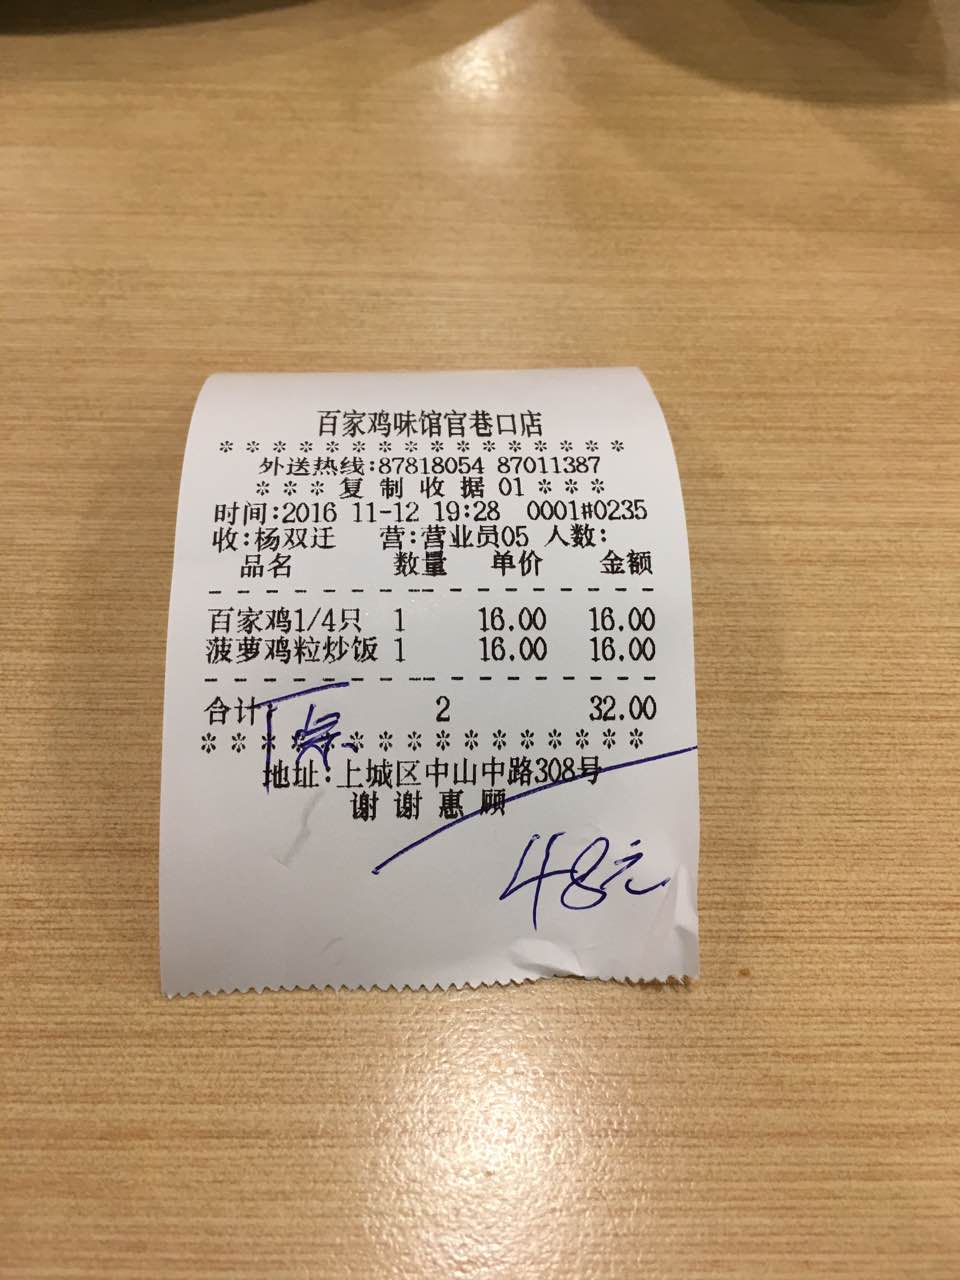 百家鸡味馆官巷口店
* * * * * * * * * * * * * * *
外送热线:87818054 87011387
* * * 复 制 收 据 01 * * *
时间:2016 11-12 19:28 0001#0235
收:杨双迁 营:营业员05 人数:
品名 数量 单价 金额
百家鸡1/4只 1 16.00 16.00
菠萝鸡粒炒饭 1 16.00 16.00
合计: 2 32.00
* * * * * * * * * * * * * * * *
地址:上城区中山中路308号
谢 谢 惠 顾
48元